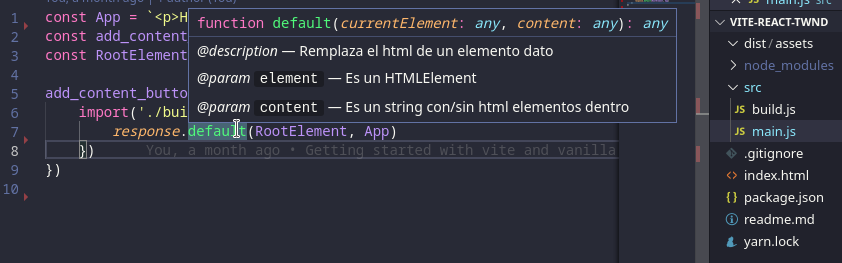 You, a month ago | Author (You)
1 const App = `<p>H
2 const add_content
3 const RootElement
4
5 add_content_butto
6 import('./bui
7 response.default(RootElement, App)
8 }) You, a month ago • Getting started with vite and vanilla
9 })
10
function default(currentElement: any, content: any): any
@description — Remplaza el html de un elemento dato
@param element — Es un HTMLElement
@param content — Es un string con/sin html elementos dentro
main.js
VITE-REACT-TWND
dist / assets
node_modules
src
build.js
main.js
.gitignore
index.html
package.json
readme.md
yarn.lock